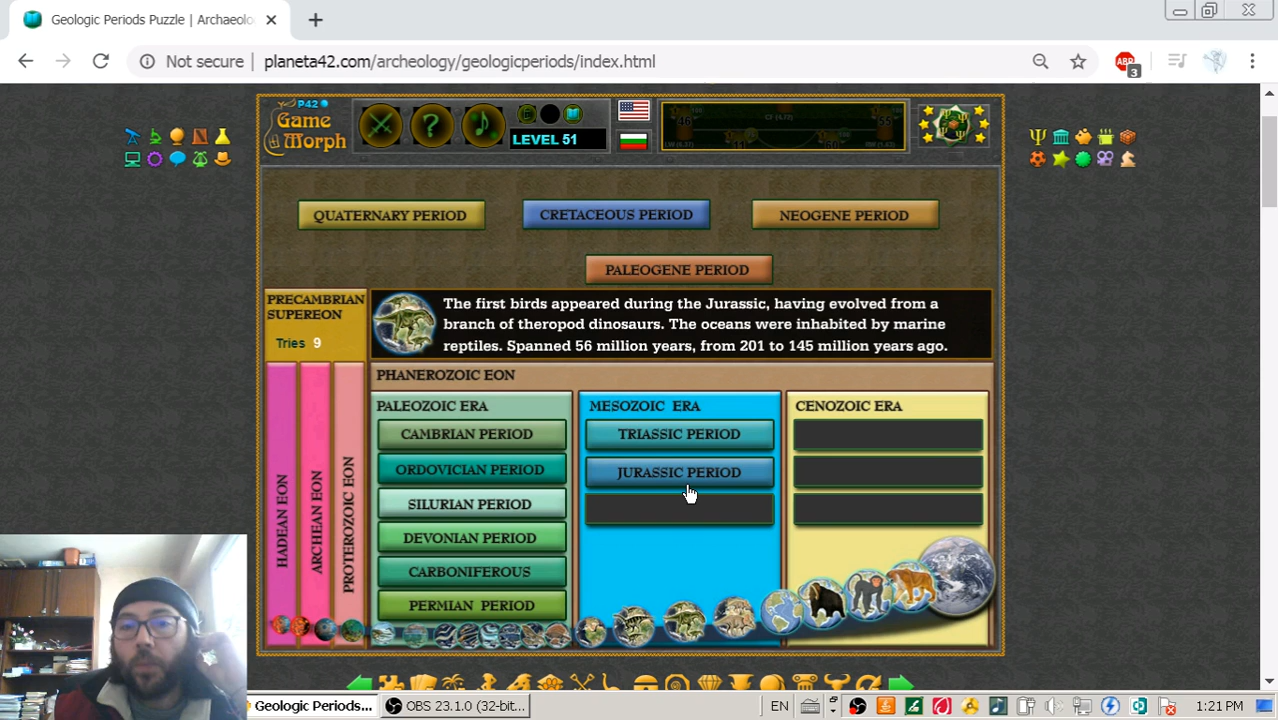 Geologic Periods Puzzle | Archaeolo
Not secure | planeta42.com/archeology/geologicperiods/index.html
ABP
3
P42
Game
Morph
LEVEL 51
QUATERNARY PERIOD
CRETACEOUS PERIOD
NEOGENE PERIOD
PALEOGENE PERIOD
PRECAMBRIAN
SUPEREON
Tries 9
The first birds appeared during the Jurassic, having evolved from a
branch of theropod dinosaurs. The oceans were inhabited by marine
reptiles. Spanned 56 million years, from 201 to 145 million years ago.
PHANEROZOIC EON
PALEOZOIC ERA
MESOZOIC ERA
CENOZOIC ERA
CAMBRIAN PERIOD
TRIASSIC PERIOD
ORDOVICIAN PERIOD
JURASSIC PERIOD
SILURIAN PERIOD
DEVONIAN PERIOD
CARBONIFEROUS
PERMIAN PERIOD
HADEAN EON
ARCHEAN EON
PROTEROZOIC EON
Geologic Periods...
OBS 23.1.0 (32-bit...
EN
1:21 PM